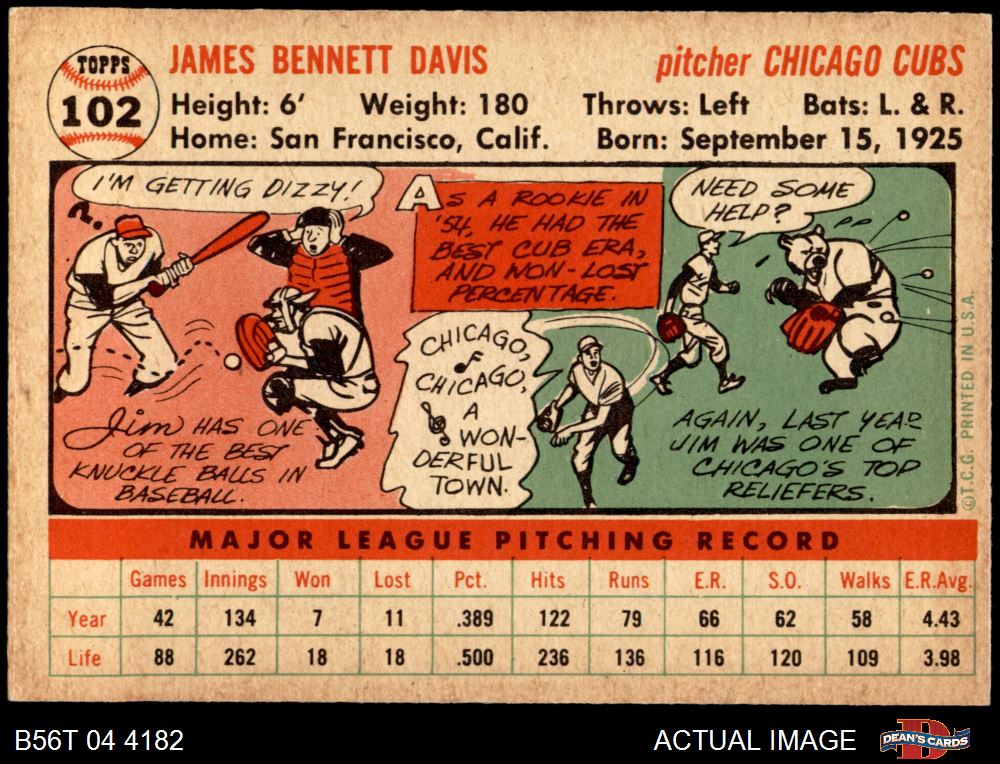 TOPPS
102
JAMES BENNETT DAVIS
pitcher CHICAGO CUBS
Height: 6' Weight: 180 Throws: Left Bats: L. & R.
Home: San Francisco, Calif. Born: September 15, 1925
I'M GETTING DIZZY!
Jim HAS ONE
OF THE BEST
KNUCKLE BALLS IN
BASEBALL.
AS A ROOKIE IN
'54, HE HAD THE
BEST CUB ERA,
AND WON-LOST
PERCENTAGE.
CHICAGO,
CHICAGO,
A
WON-
DERFUL
TOWN.
NEED SOME
HELP?
AGAIN, LAST YEAR
JIM WAS ONE OF
CHICAGO'S TOP
RELIEFERS.
©T.C.G. PRINTED IN U.S.A.
MAJOR LEAGUE PITCHING RECORD
Games Innings Won Lost Pct. Hits Runs E.R. S.O. Walks E.R.Avg.
Year 42 134 7 11 .389 122 79 66 62 58 4.43
Life 88 262 18 18 .500 236 136 116 120 109 3.98
B56T 04 4182
ACTUAL IMAGE
D
DEAN'S CARDS